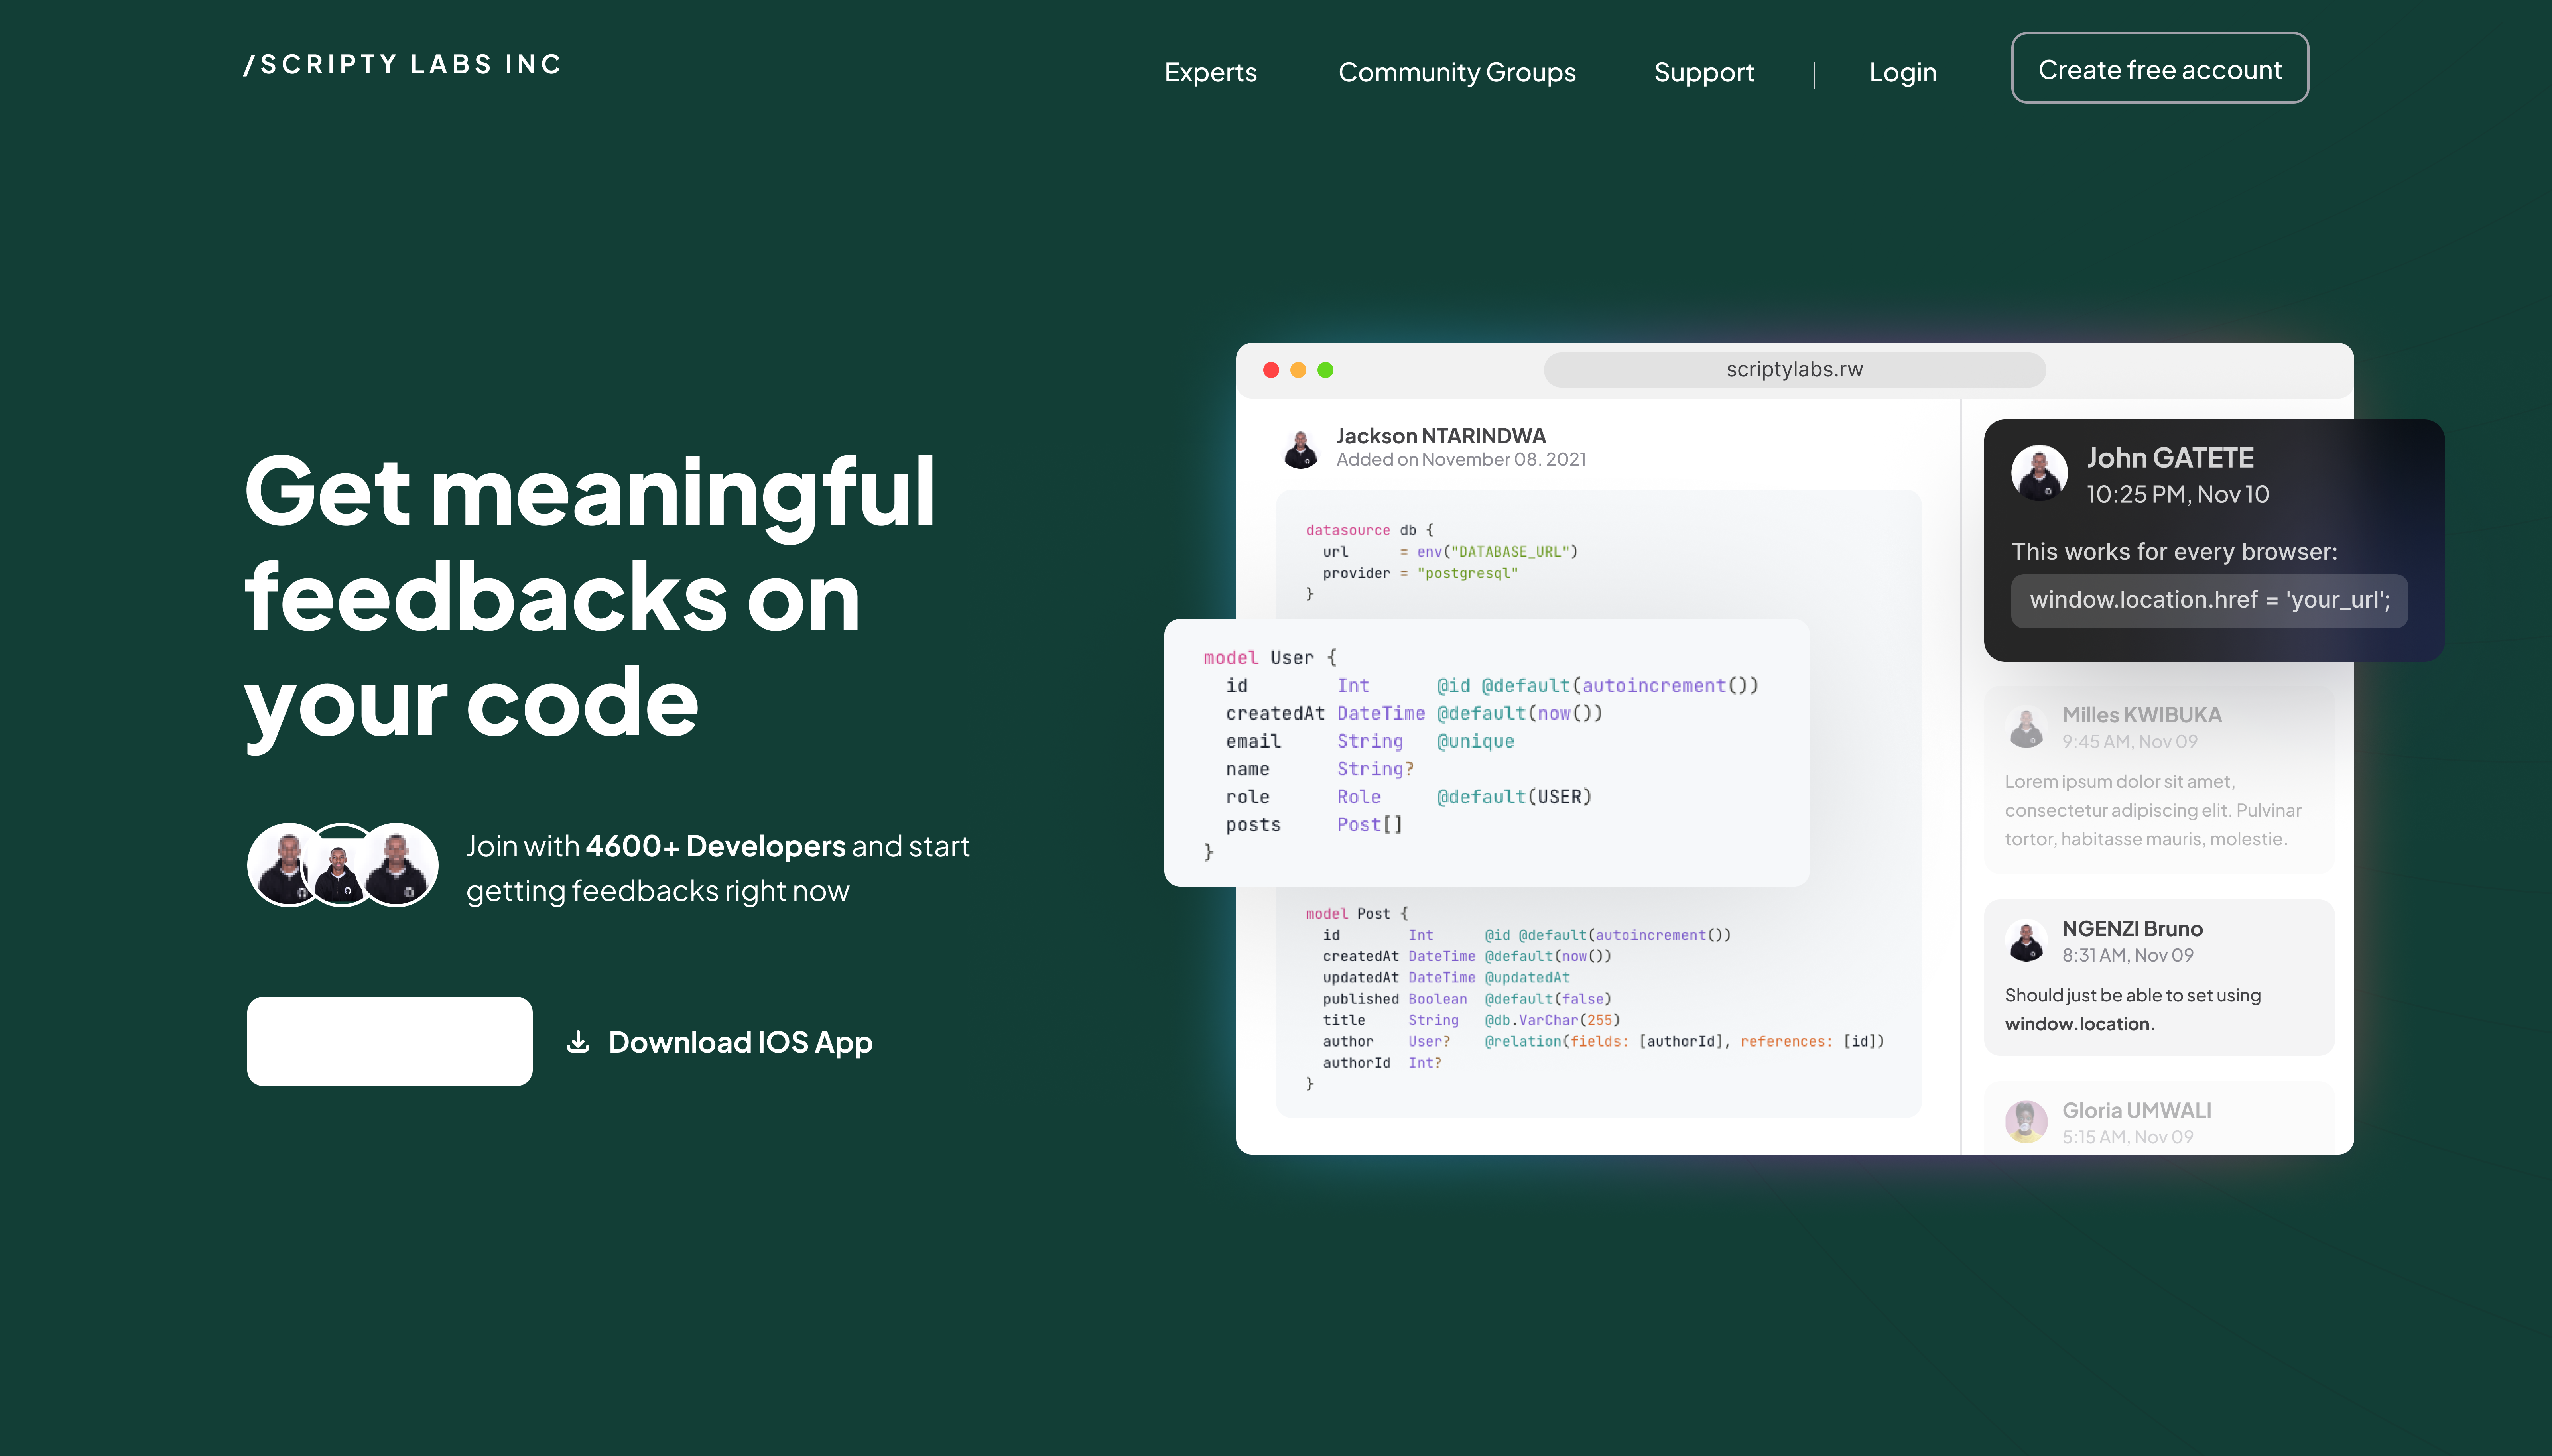 /SCRIPTY LABS INC
Experts
Community Groups
Support
|
Login
Create free account
Get meaningful
feedbacks on
your code
Join with 4600+ Developers and start
getting feedbacks right now
Download IOS App
scriptylabs.rw
Jackson NTARINDWA
Added on November 08. 2021
datasource db {
  url      = env("DATABASE_URL")
  provider = "postgresql"
}
model User {
  id        Int      @id @default(autoincrement())
  createdAt DateTime @default(now())
  email     String   @unique
  name      String?
  role      Role     @default(USER)
  posts     Post[]
}
model Post {
  id        Int      @id @default(autoincrement())
  createdAt DateTime @default(now())
  updatedAt DateTime @updatedAt
  published Boolean  @default(false)
  title     String   @db.VarChar(255)
  author    User?    @relation(fields: [authorId], references: [id])
  authorId  Int?
}
John GATETE
10:25 PM, Nov 10
This works for every browser:
window.location.href = 'your_url';
Milles KWIBUKA
9:45 AM, Nov 09
Lorem ipsum dolor sit amet,
consectetur adipiscing elit. Pulvinar
tortor, habitasse mauris, molestie.
NGENZI Bruno
8:31 AM, Nov 09
Should just be able to set using
window.location.
Gloria UMWALI
5:15 AM, Nov 09